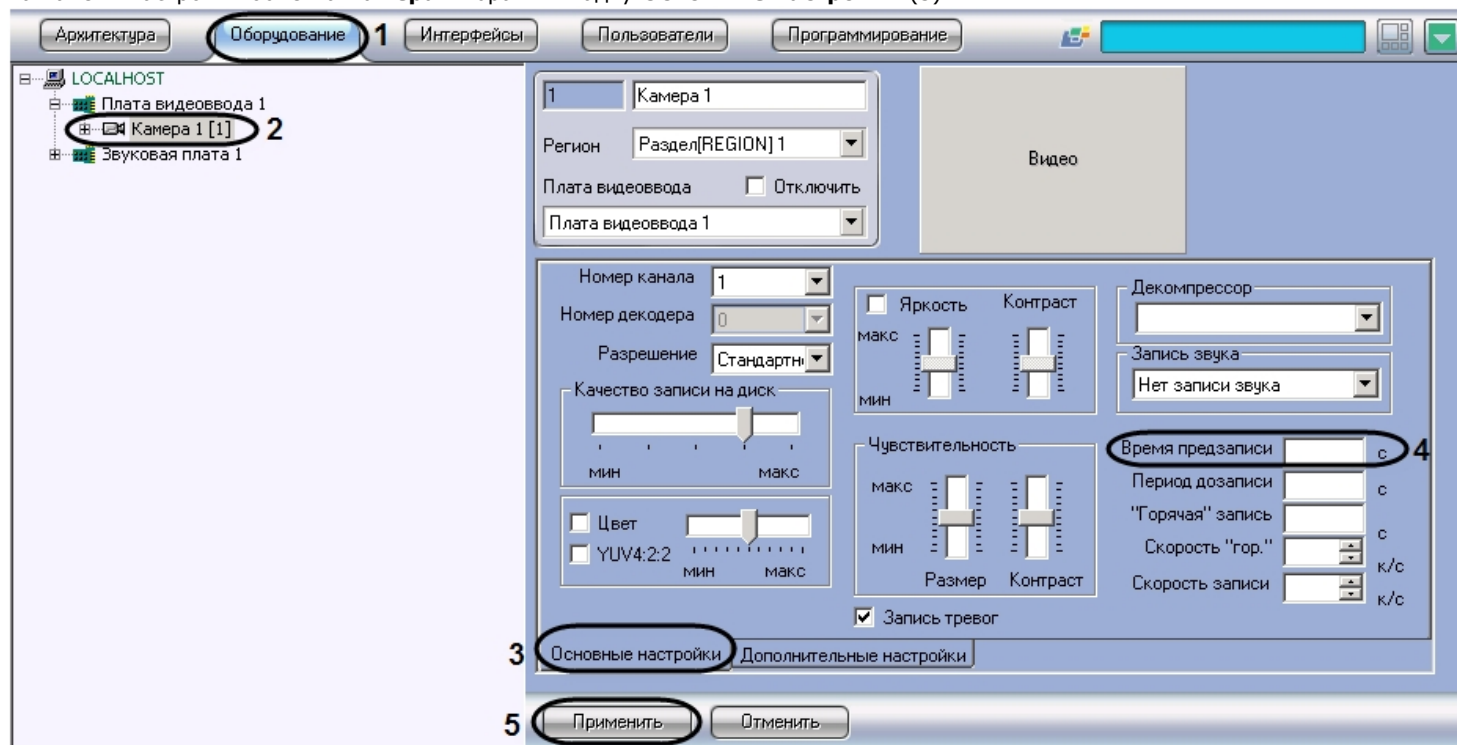 Архитектура Оборудование 1 Интерфейсы Пользователи Программирование
LOCALHOST
Плата видеоввода 1
Камера 1 [1] 2
Звуковая плата 1
1 Камера 1
Регион Раздел[REGION] 1
Плата видеоввода Отключить
Плата видеоввода 1
Видео
Номер канала 1
Номер декодера 0
Разрешение Стандартн
Качество записи на диск
мин макс
Цвет
YUV4:2:2
мин макс
Яркость Контраст
макс
мин
Чувствительность
макс
мин
Размер Контраст
Запись тревог
Декомпрессор
Запись звука
Нет записи звука
Время предзаписи с 4
Период дозаписи с
"Горячая" запись с
Скорость "гор." к/с
Скорость записи к/с
3 Основные настройки Дополнительные настройки
5 Применить Отменить